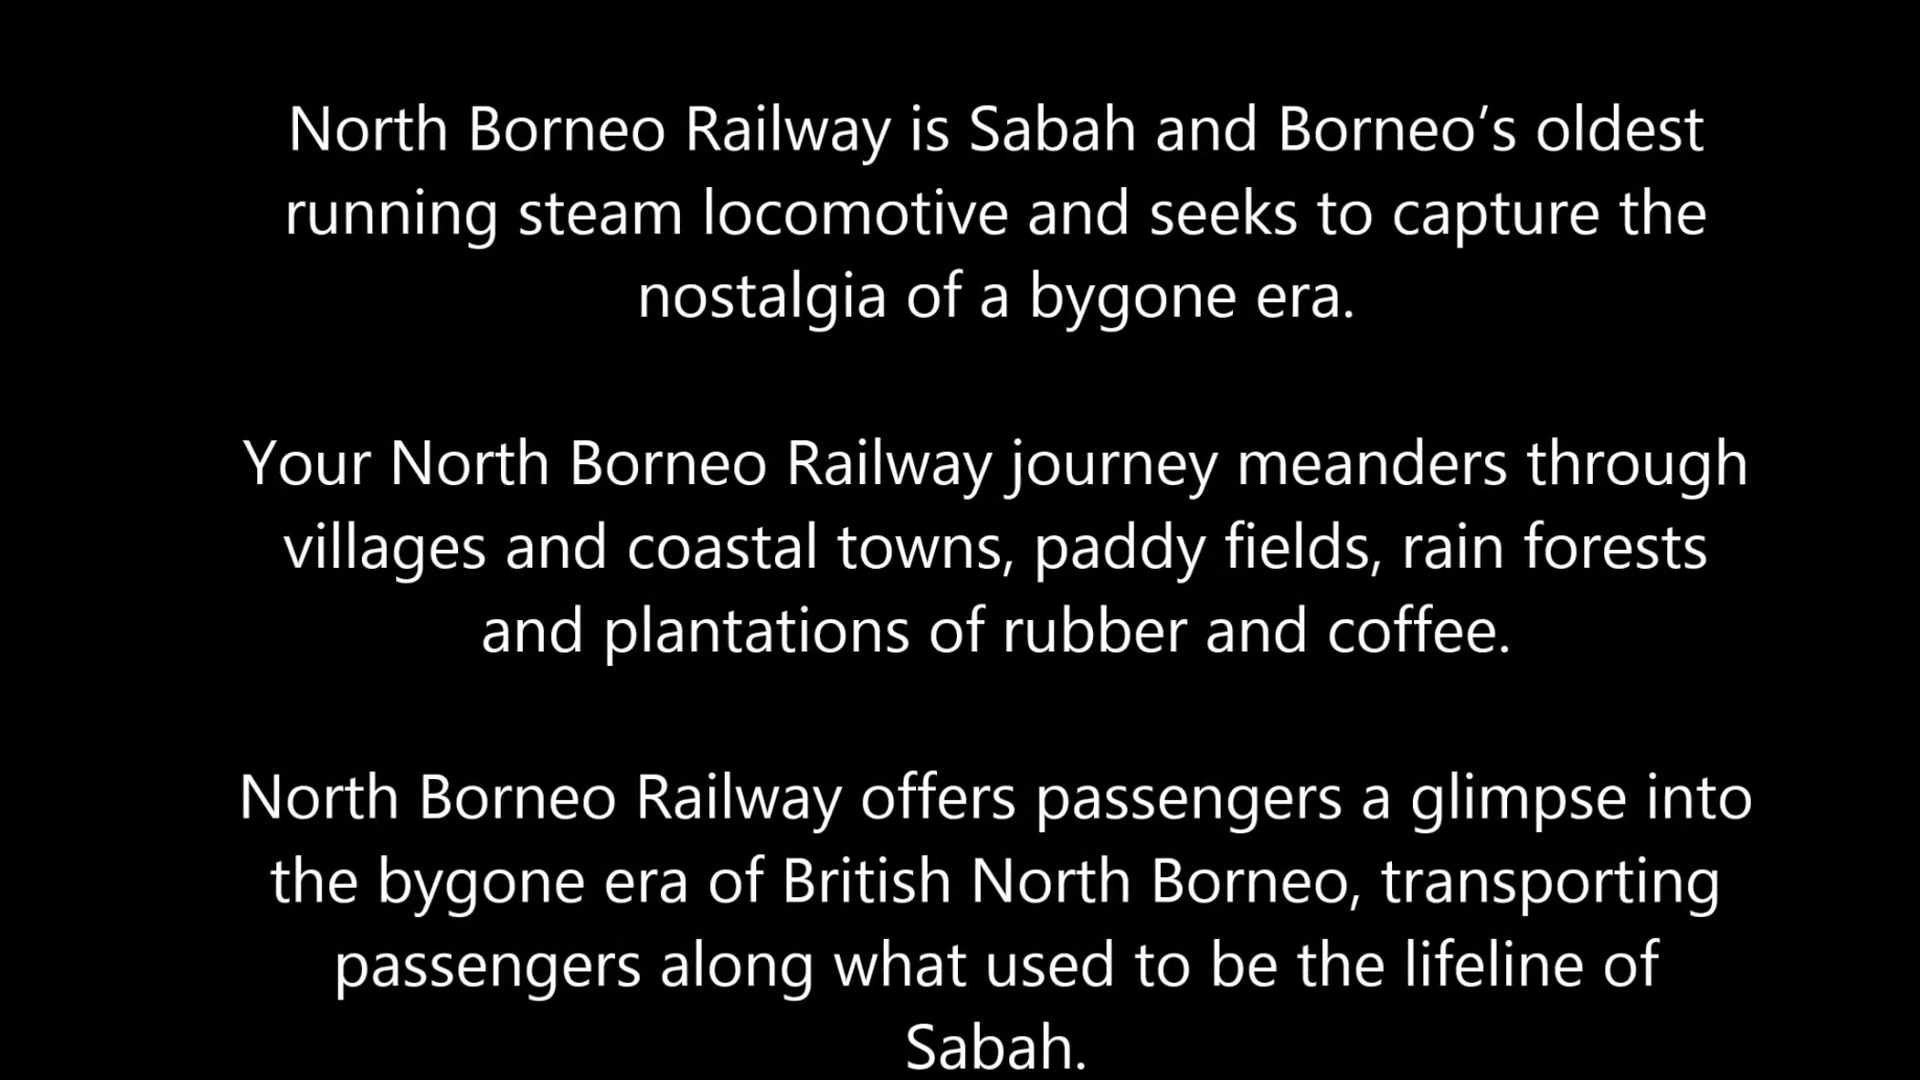 North Borneo Railway is Sabah and Borneo’s oldest
running steam locomotive and seeks to capture the
nostalgia of a bygone era.
Your North Borneo Railway journey meanders through
villages and coastal towns, paddy fields, rain forests
and plantations of rubber and coffee.
North Borneo Railway offers passengers a glimpse into
the bygone era of British North Borneo, transporting
passengers along what used to be the lifeline of
Sabah.